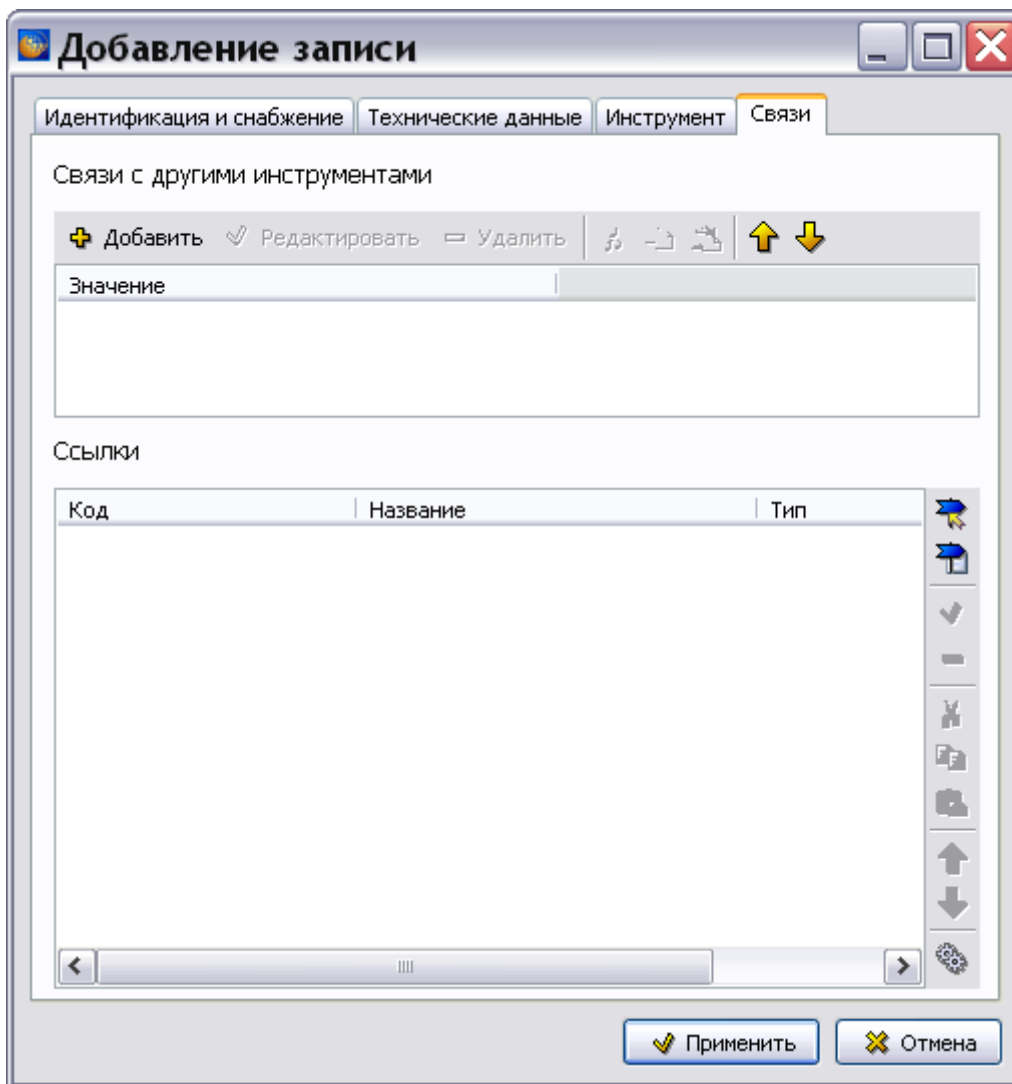 Добавление записи
Идентификация и снабжение Технические данные Инструмент Связи
Связи с другими инструментами
Добавить Редактировать Удалить
Значение
Ссылки
Код Название Тип
Применить Отмена